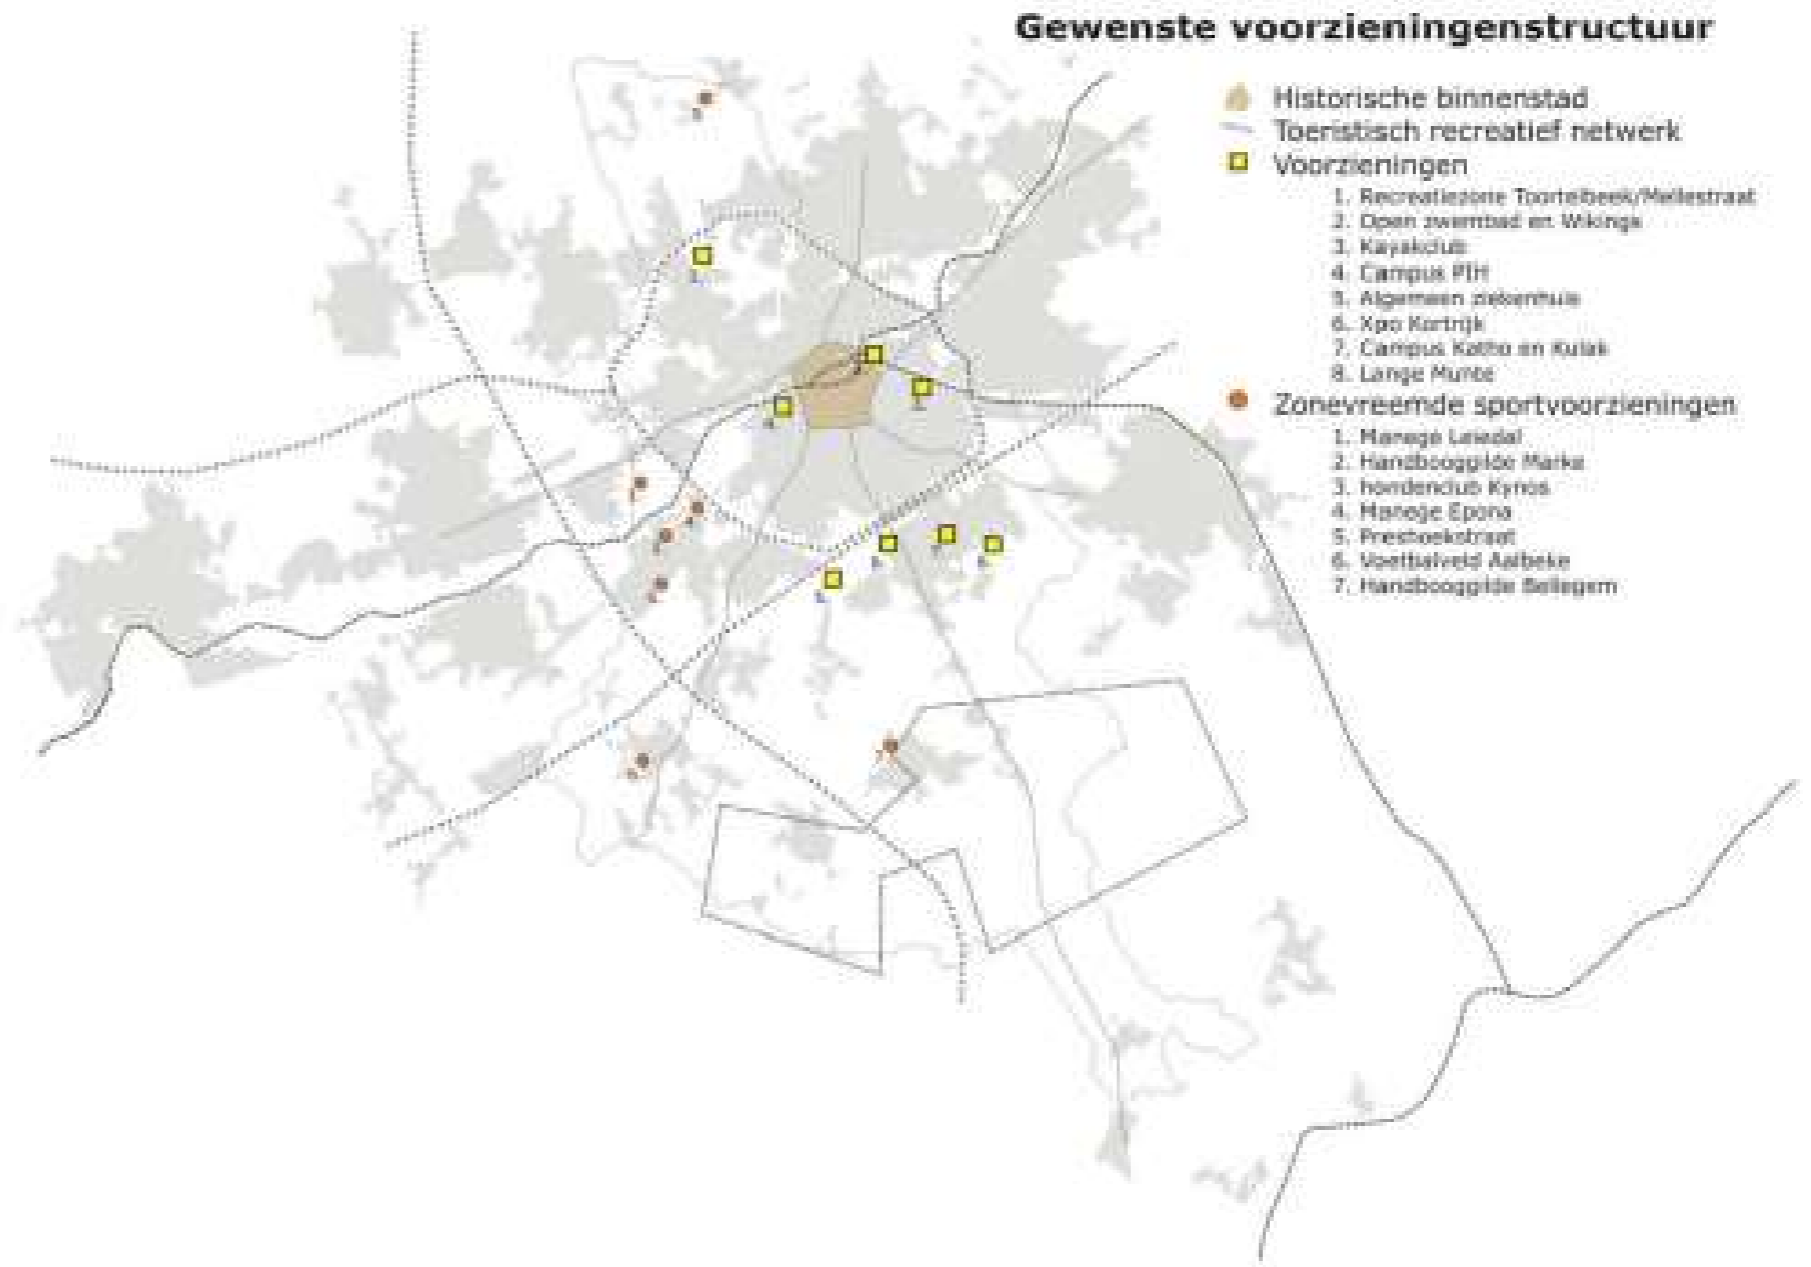 Gewenste voorzieningenstructuur
Historische binnenstad
Toeristisch recreatief netwerk
Voorzieningen
1. Recreatiezone Toortelbeek/Mellestraat
2. Open zwembad en Wikings
3. Kayakclub
4. Campus PIH
5. Algemeen ziekenhuis
6. Xpo Kortrijk
7. Campus Katho en Kulak
8. Lange Munte
Zonevreemde sportvoorzieningen
1. Manege Leiedal
2. Handbooggilde Marke
3. hondenclub Kynos
4. Manege Epona
5. Preshoekstraat
6. Voetbalveld Aalbeke
7. Handbooggilde Bellegem